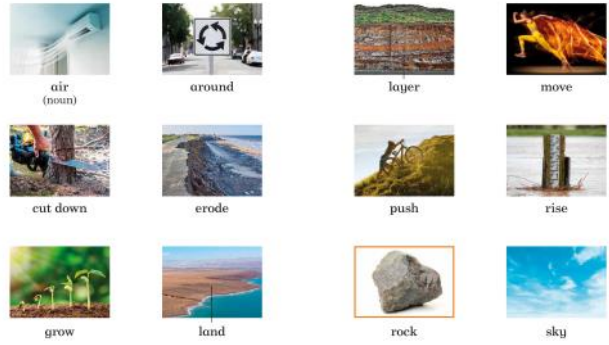 air
(noun)
around
layer
move
cut down
erode
push
rise
grow
land
rock
sky